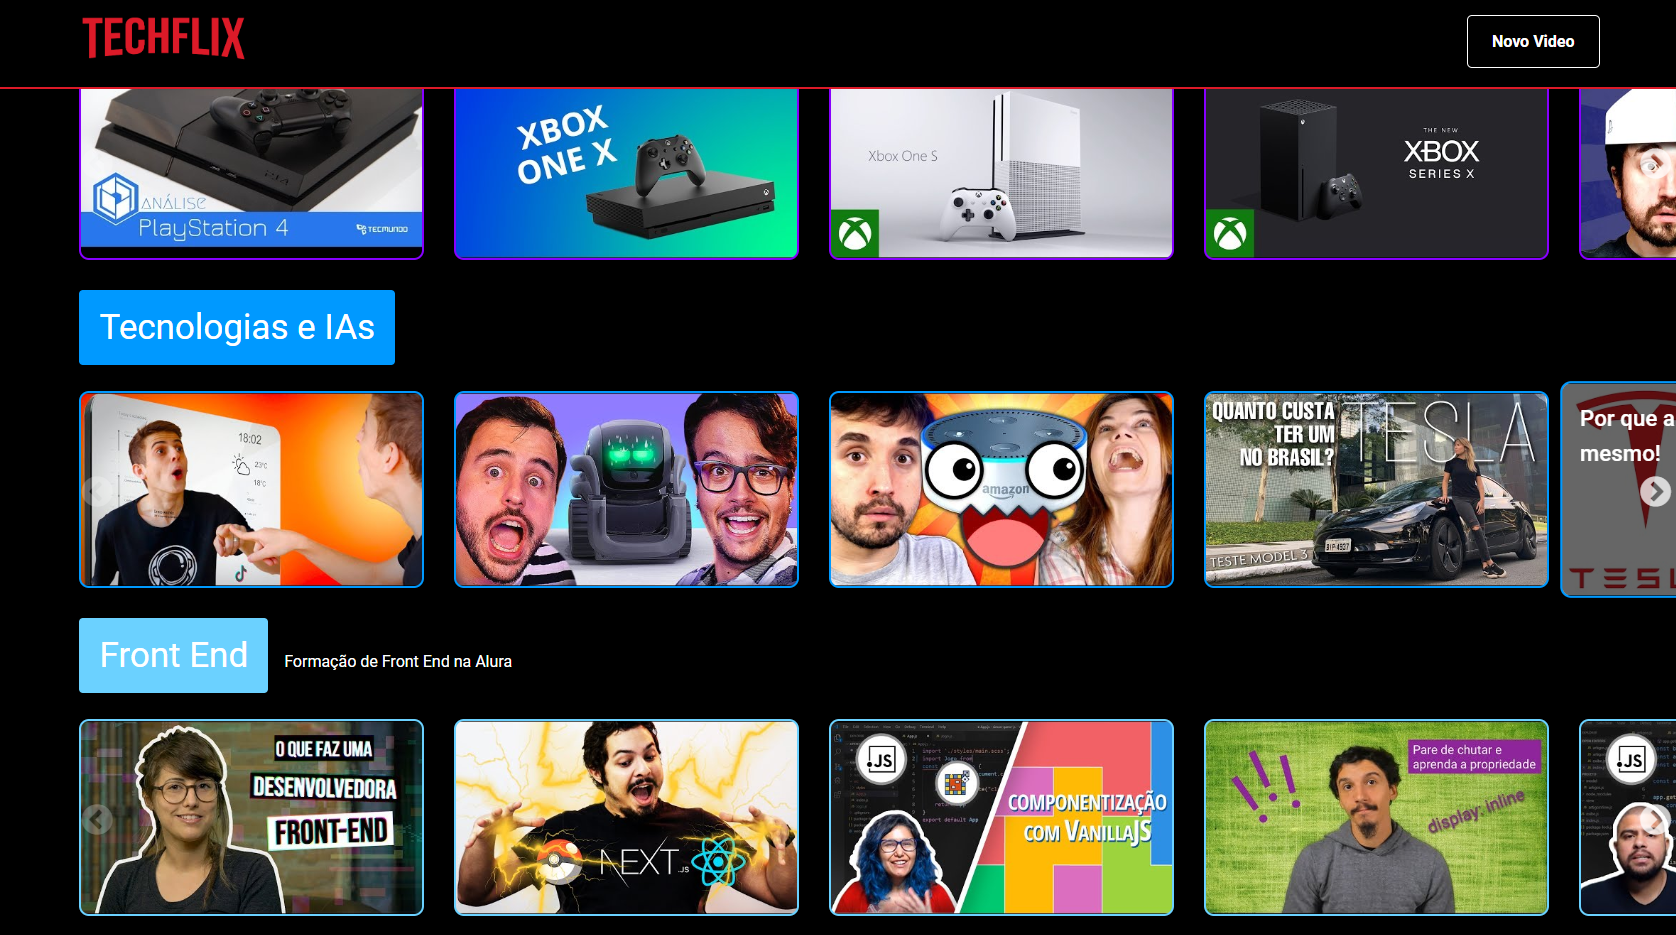 TECHFLIX
Novo Video
ANÁLISE
PlayStation 4
TECMUNDO
XBOX
ONE X
Xbox One S
THE NEW
XBOX
SERIES X
Tecnologias e IAs
18:02
23°C
18°C
amazon
QUANTO CUSTA
TER UM
NO BRASIL?
TESLA
TESTE MODEL 3
Por que a
mesmo!
TESL
Front End
Formação de Front End na Alura
O QUE FAZ UMA
DESENVOLVEDORA
FRONT-END
NEXT.JS
.JS
COMPONENTIZAÇÃO
COM VANILLAJS
Pare de chutar e
aprenda a propriedade
!!!
display: inline
.JS